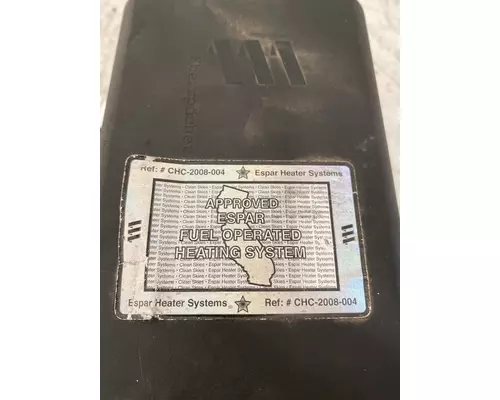 Ref: # CHC-2008-004 Espar Heater Systems
APPROVED
ESPAR
FUEL OPERATED
HEATING SYSTEM
Espar Heater Systems Ref: # CHC-2008-004